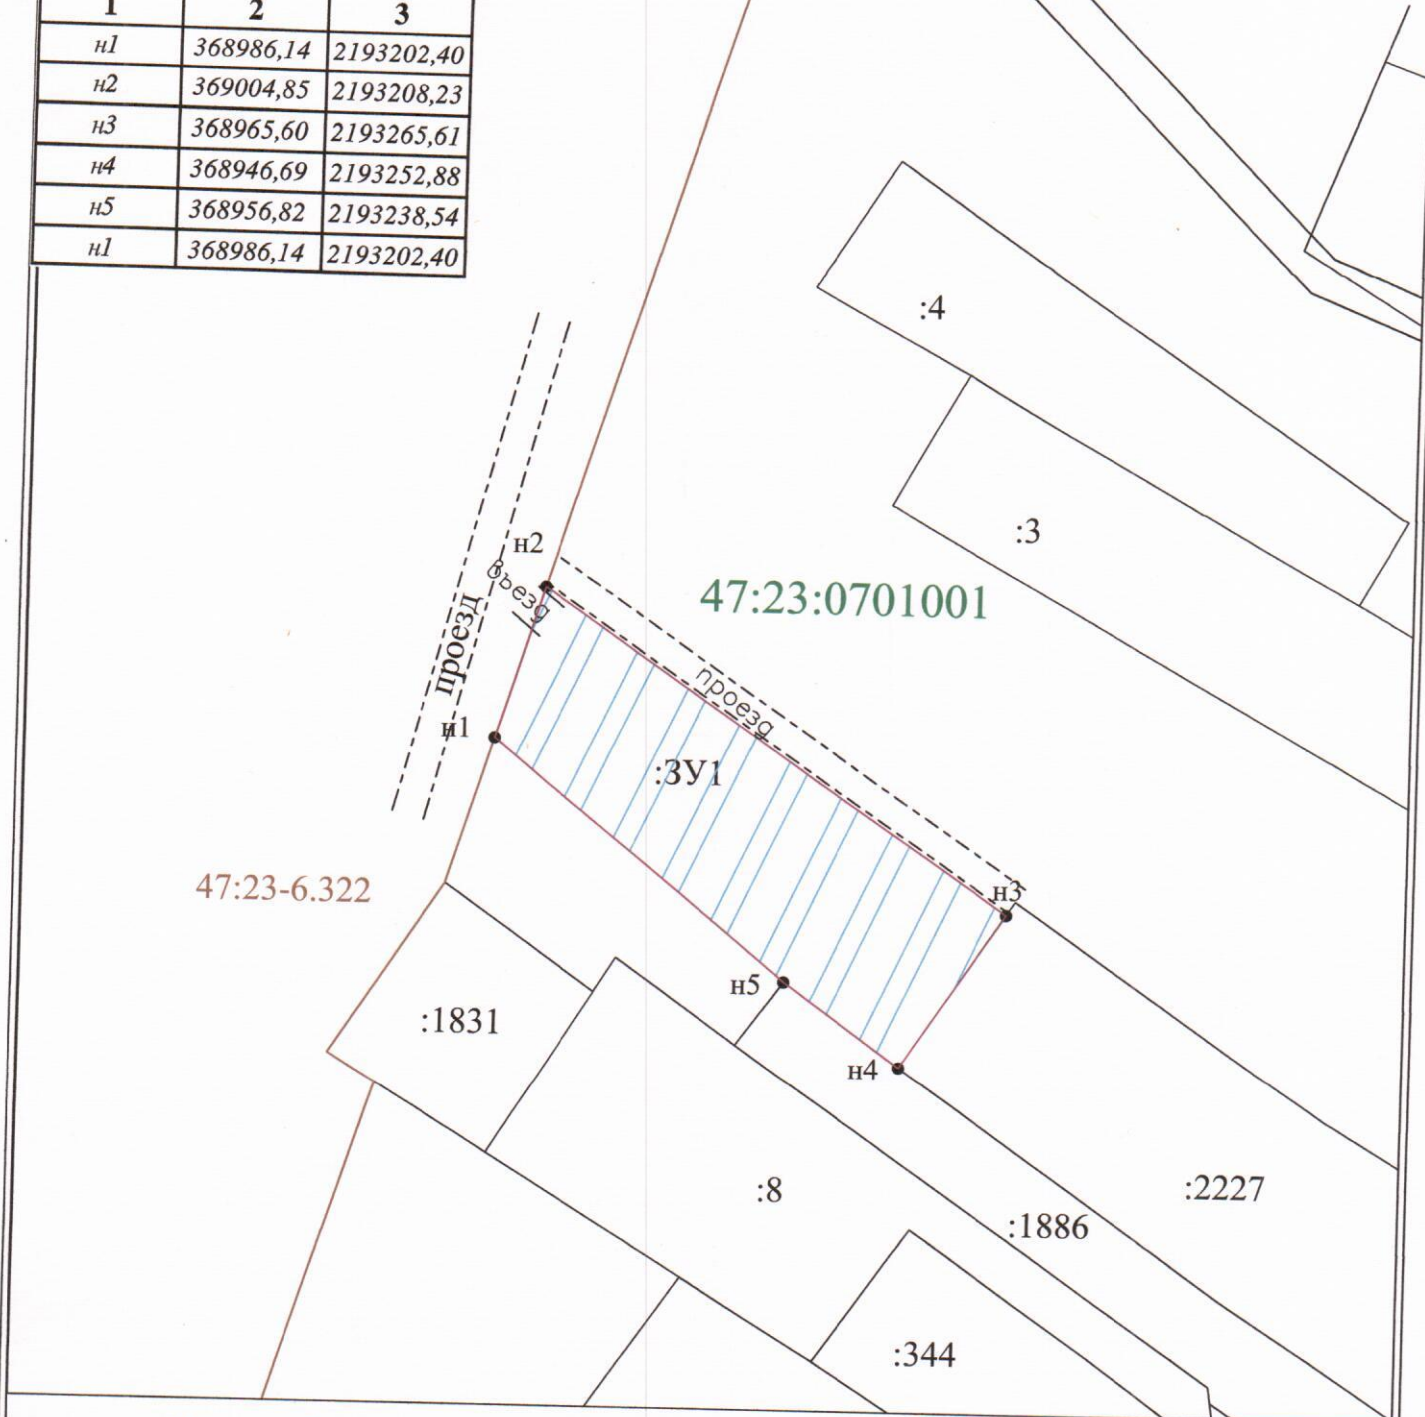 1 2 3
н1 368986,14 2193202,40
н2 369004,85 2193208,23
н3 368965,60 2193265,61
н4 368946,69 2193252,88
н5 368956,82 2193238,54
н1 368986,14 2193202,40
:4
:3
н2
въезд
47:23:0701001
проезд
проезд
н1
:ЗУ1
47:23-6.322
н3
н5
:1831
н4
:8
:2227
:1886
:344